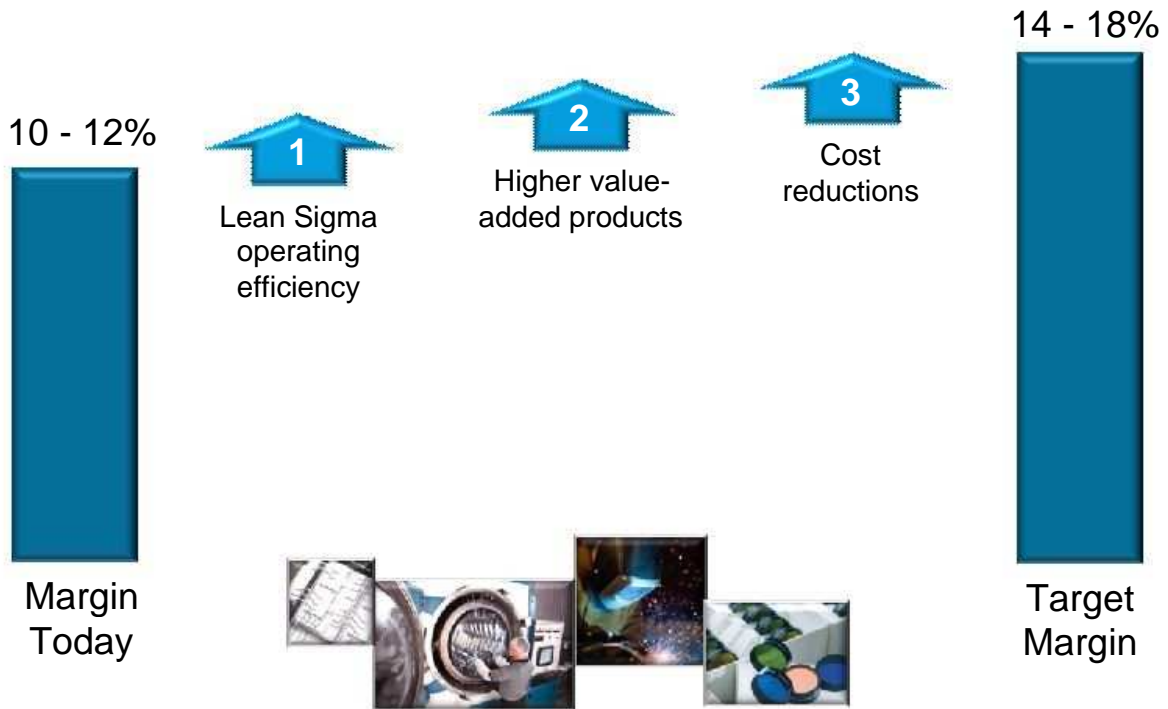 14 - 18%
10 - 12%
1
2
3
Lean Sigma
operating
efficiency
Higher value-
added products
Cost
reductions
Margin
Today
Target
Margin